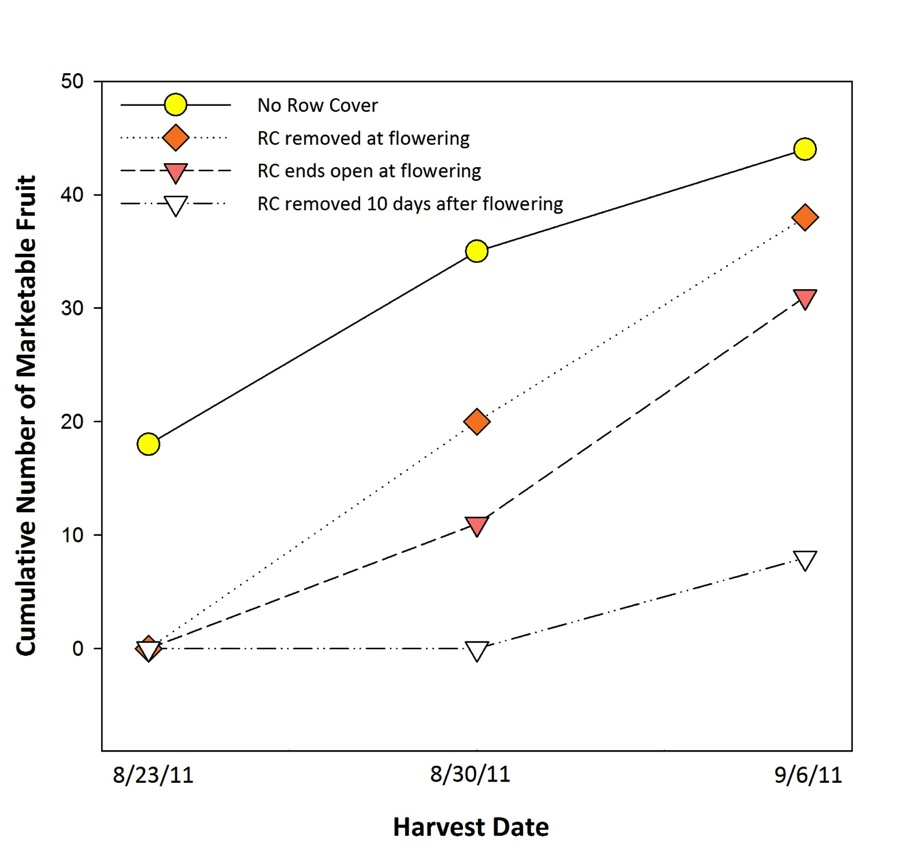 50
No Row Cover
RC removed at flowering
RC ends open at flowering
40
RC removed 10 days after flowering
30
20
10
0
Cumulative Number of Marketable Fruit
8/23/11 8/30/11 9/6/11
Harvest Date